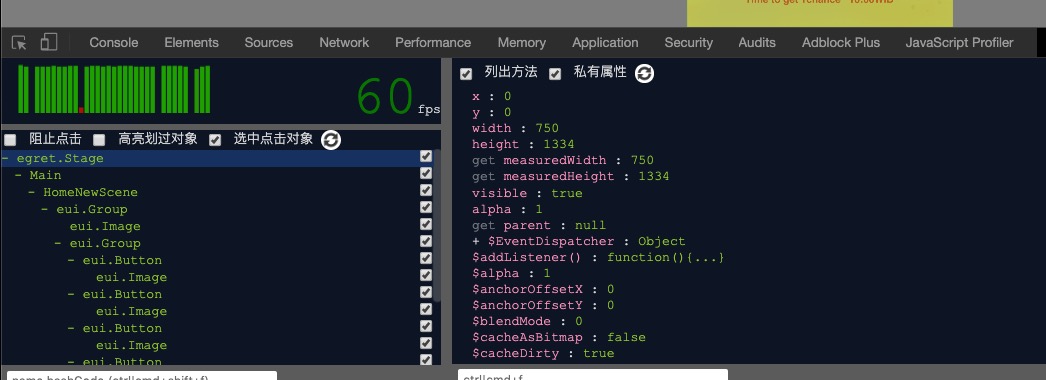 Time to get Tenance 10:00WIB
Console Elements Sources Network Performance Memory Application Security Audits Adblock Plus JavaScript Profiler
60 fps
阻止点击 高亮划过对象 选中点击对象
- egret.Stage
- Main
- HomeNewScene
- eui.Group
eui.Image
- eui.Group
- eui.Button
eui.Image
- eui.Button
eui.Image
- eui.Button
eui.Image
- eui.Button
name,hashCode (ctrl|cmd+shift+f)
列出方法 私有属性
x : 0
y : 0
width : 750
height : 1334
get measuredWidth : 750
get measuredHeight : 1334
visible : true
alpha : 1
get parent : null
+ $EventDispatcher : Object
$addListener() : function(){...}
$alpha : 1
$anchorOffsetX : 0
$anchorOffsetY : 0
$blendMode : 0
$cacheAsBitmap : false
$cacheDirty : true
ctrl|cmd+f